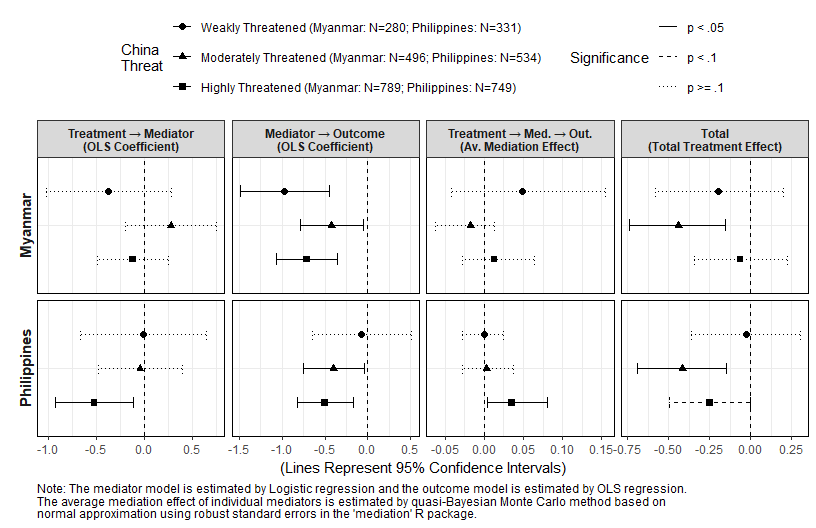 China
Threat
Weakly Threatened (Myanmar: N=280; Philippines: N=331)
Moderately Threatened (Myanmar: N=496; Philippines: N=534)
Highly Threatened (Myanmar: N=789; Philippines: N=749)
Significance
p < .05
p < .1
p >= .1
Treatment → Mediator
(OLS Coefficient)
Mediator → Outcome
(OLS Coefficient)
Treatment → Med. → Out.
(Av. Mediation Effect)
Total
(Total Treatment Effect)
Myanmar
Philippines
-1.0 -0.5 0.0 0.5
-1.5 -1.0 -0.5 0.0 0.5
-0.05 0.00 0.05 0.10 0.15
-0.75 -0.50 -0.25 0.00 0.25
(Lines Represent 95% Confidence Intervals)
Note: The mediator model is estimated by Logistic regression and the outcome model is estimated by OLS regression.
The average mediation effect of individual mediators is estimated by quasi-Bayesian Monte Carlo method based on
normal approximation using robust standard errors in the 'mediation' R package.